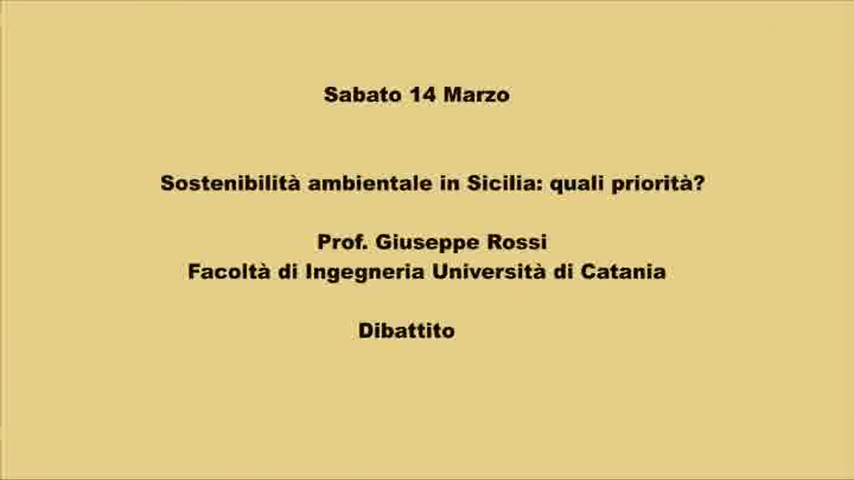 Sabato 14 Marzo
Sostenibilità ambientale in Sicilia: quali priorità?
Prof. Giuseppe Rossi
Facoltà di Ingegneria Università di Catania
Dibattito